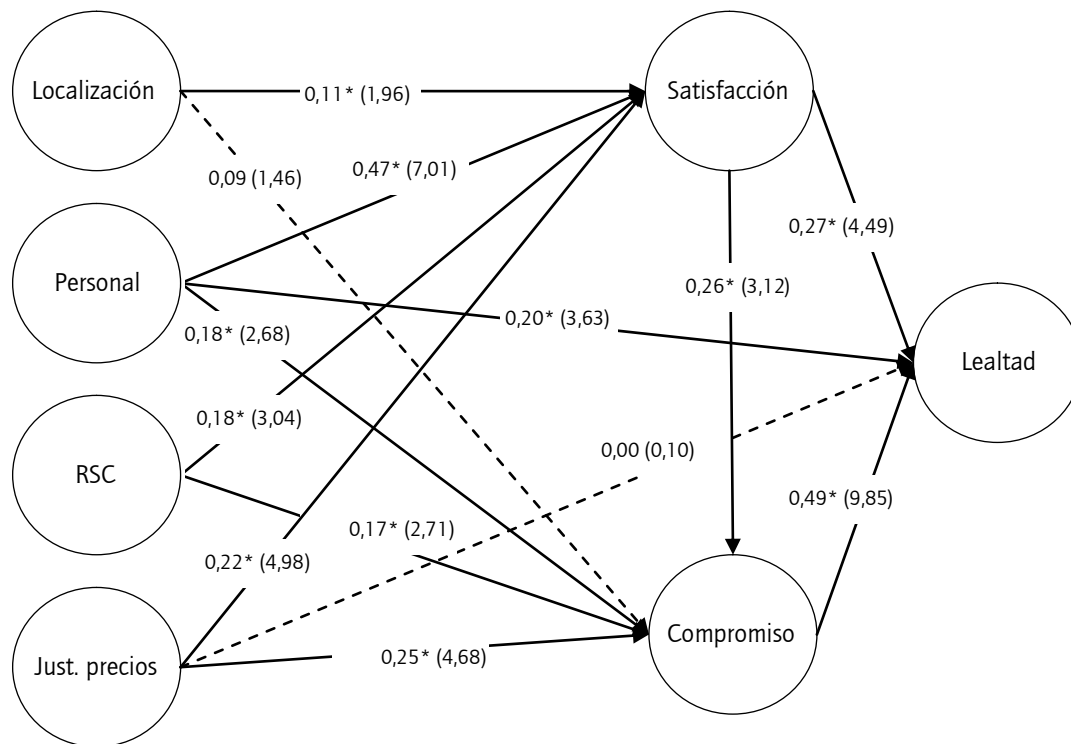 Localización
Satisfacción
0,11* (1,96)
0,47* (7,01)
0,09 (1,46)
0,27* (4,49)
Personal
0,26* (3,12)
0,20* (3,63)
0,18* (2,68)
Lealtad
0,18* (3,04)
0,00 (0,10)
RSC
0,49* (9,85)
0,17* (2,71)
0,22* (4,98)
Compromiso
0,25* (4,68)
Just. precios